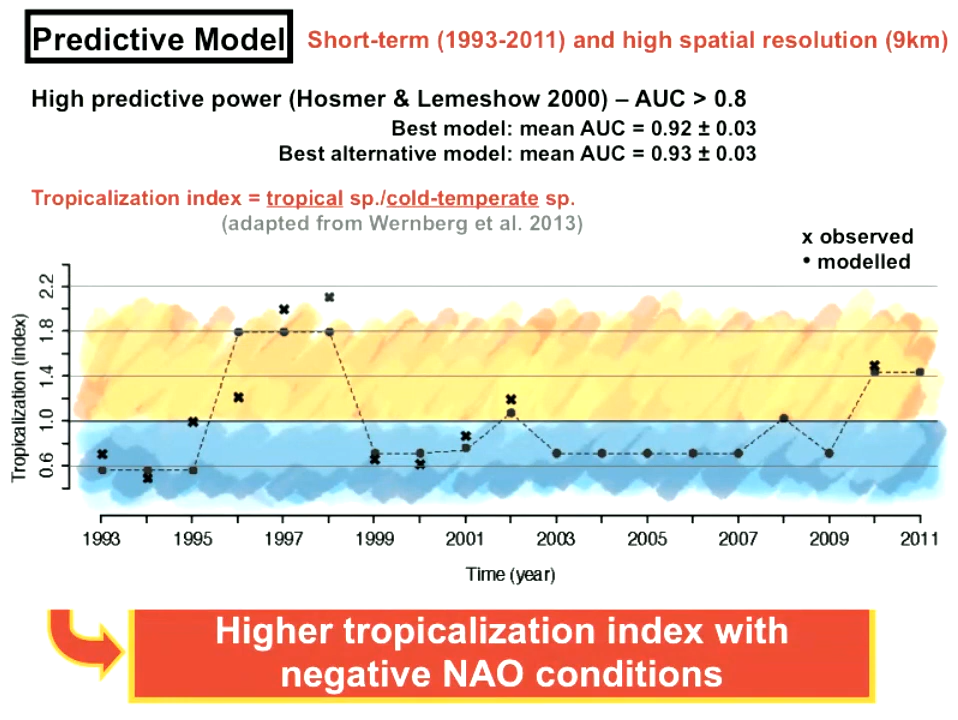 Predictive Model Short-term (1993-2011) and high spatial resolution (9km)
High predictive power (Hosmer & Lemeshow 2000) – AUC > 0.8
Best model: mean AUC = 0.92 ± 0.03
Best alternative model: mean AUC = 0.93 ± 0.03
Tropicalization index = tropical sp./cold-temperate sp.
(adapted from Wernberg et al. 2013)
x observed
• modelled
Tropicalization (index)
2.2
1.8
1.4
1.0
0.6
1993 1995 1997 1999 2001 2003 2005 2007 2009 2011
Time (year)
Higher tropicalization index with
negative NAO conditions